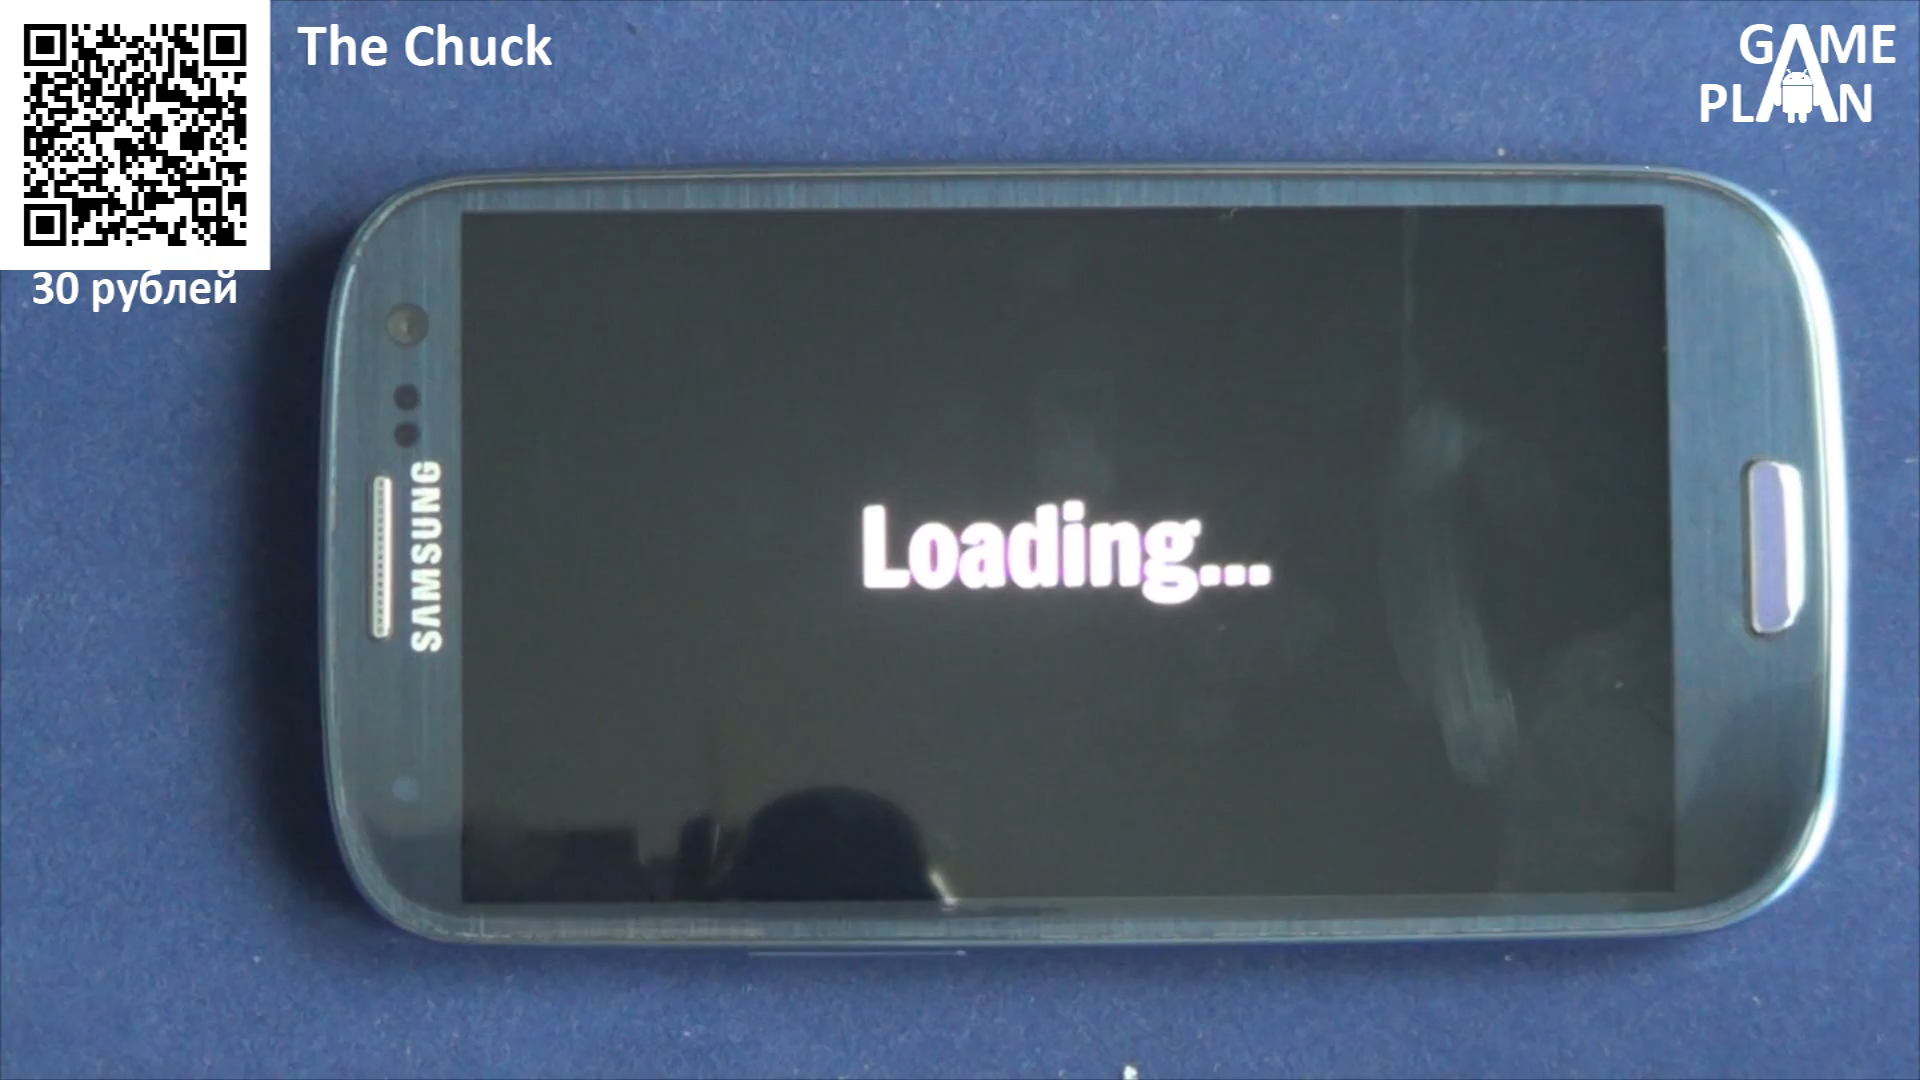 The Chuck
GAME
PLAN
30 рублей
SAMSUNG
Loading...